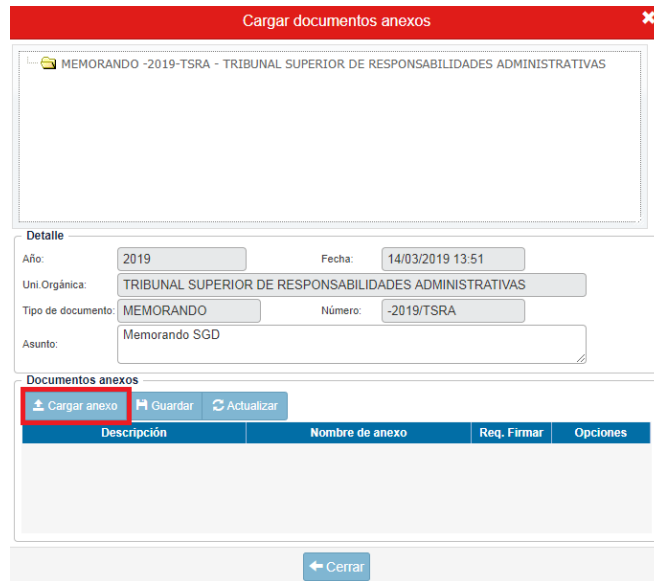 Cargar documentos anexos
MEMORANDO -2019-TSRA - TRIBUNAL SUPERIOR DE RESPONSABILIDADES ADMINISTRATIVAS
Detalle
Año: 2019 Fecha: 14/03/2019 13:51
Uni.Orgánica: TRIBUNAL SUPERIOR DE RESPONSABILIDADES ADMINISTRATIVAS
Tipo de documento: MEMORANDO Número: -2019/TSRA
Asunto: Memorando SGD
Documentos anexos
Cargar anexo Guardar Actualizar
Descripción Nombre de anexo Req. Firmar Opciones
Cerrar